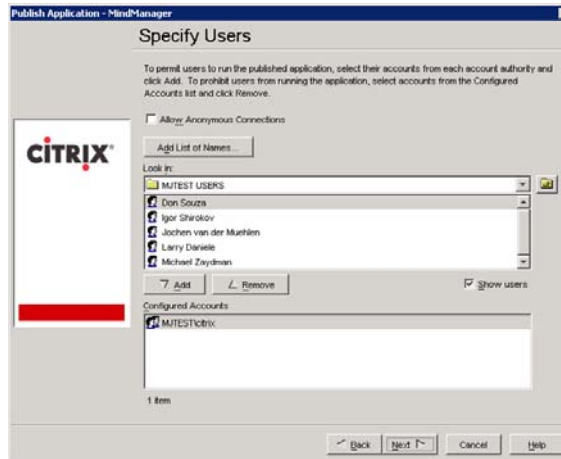 Publish Application - MindManager
Specify Users
To permit users to run the published application, select their accounts from each account authority and
click Add. To prohibit users from running the application, select accounts from the Configured
Accounts list and click Remove.
Allow Anonymous Connections
CITRIX®
Add List of Names...
Look in:
MJTEST USERS
Don Souza
Igor Shirokov
Jochen van der Muehlen
Larry Daniele
Michael Zaydman
Add
Remove
Show users
Configured Accounts
MJTEST\citrix
1 item
Back
Next
Cancel
Help